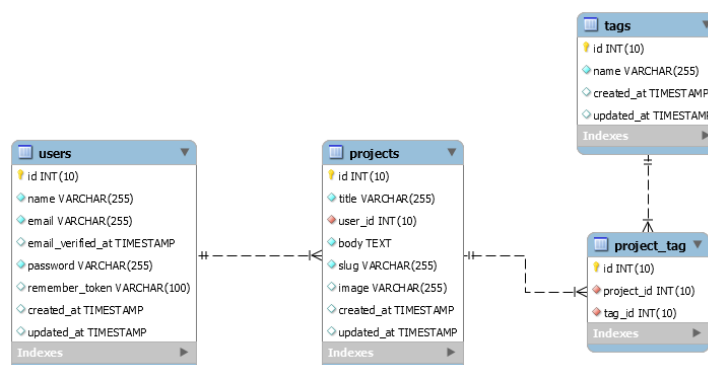 tags
id INT(10)
name VARCHAR(255)
created_at TIMESTAMP
updated_at TIMESTAMP
Indexes
users
id INT(10)
name VARCHAR(255)
email VARCHAR(255)
email_verified_at TIMESTAMP
password VARCHAR(255)
remember_token VARCHAR(100)
created_at TIMESTAMP
updated_at TIMESTAMP
Indexes
projects
id INT(10)
title VARCHAR(255)
user_id INT(10)
body TEXT
slug VARCHAR(255)
image VARCHAR(255)
created_at TIMESTAMP
updated_at TIMESTAMP
Indexes
project_tag
id INT(10)
project_id INT(10)
tag_id INT(10)
Indexes